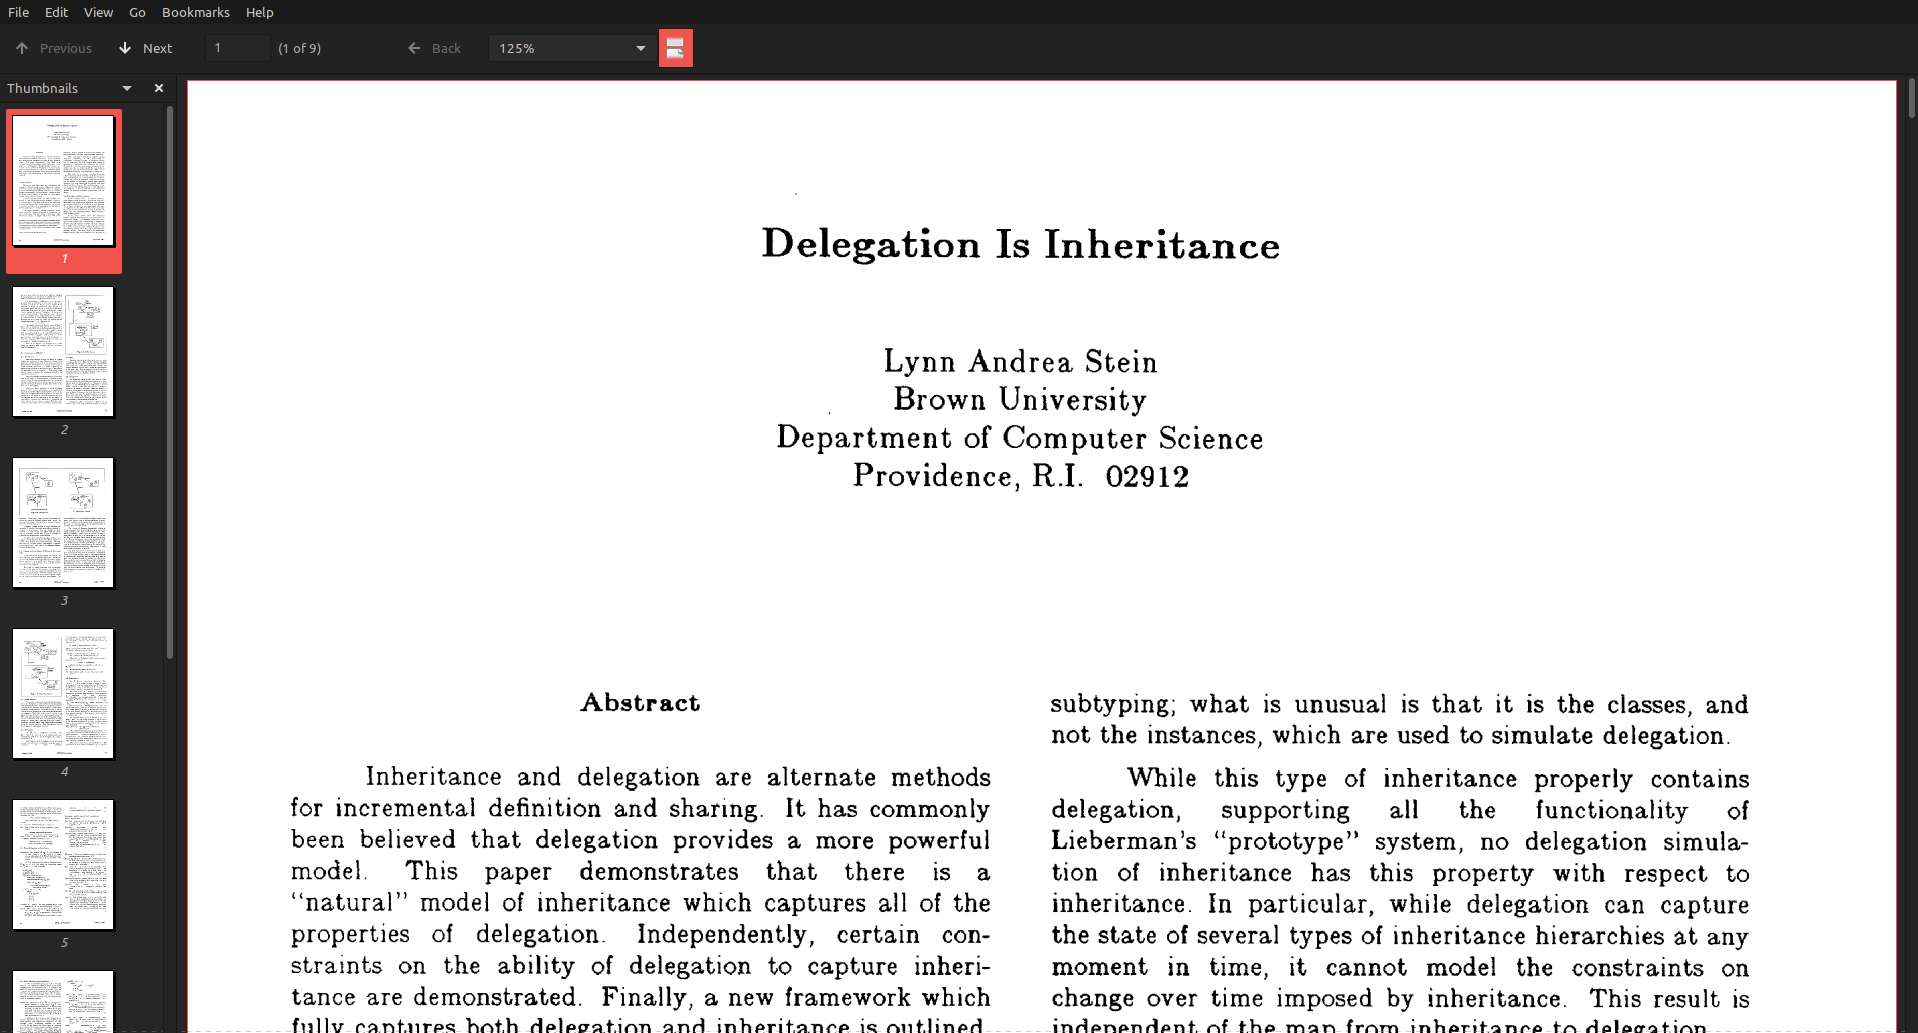 File Edit View Go Bookmarks Help
Previous Next 1 (1 of 9) Back 125%
Thumbnails
1
2
3
4
5
Delegation Is Inheritance
Lynn Andrea Stein
Brown University
Department of Computer Science
Providence, R.I. 02912
Abstract
Inheritance and delegation are alternate methods
for incremental definition and sharing. It has commonly
been believed that delegation provides a more powerful
model. This paper demonstrates that there is a
“natural” model of inheritance which captures all of the
properties of delegation. Independently, certain con-
straints on the ability of delegation to capture inheri-
tance are demonstrated. Finally, a new framework which
fully captures both delegation and inheritance is outlined
subtyping; what is unusual is that it is the classes, and
not the instances, which are used to simulate delegation.
While this type of inheritance properly contains
delegation, supporting all the functionality of
Lieberman's “prototype” system, no delegation simula-
tion of inheritance has this property with respect to
inheritance. In particular, while delegation can capture
the state of several types of inheritance hierarchies at any
moment in time, it cannot model the constraints on
change over time imposed by inheritance. This result is
independent of the map from inheritance to delegation